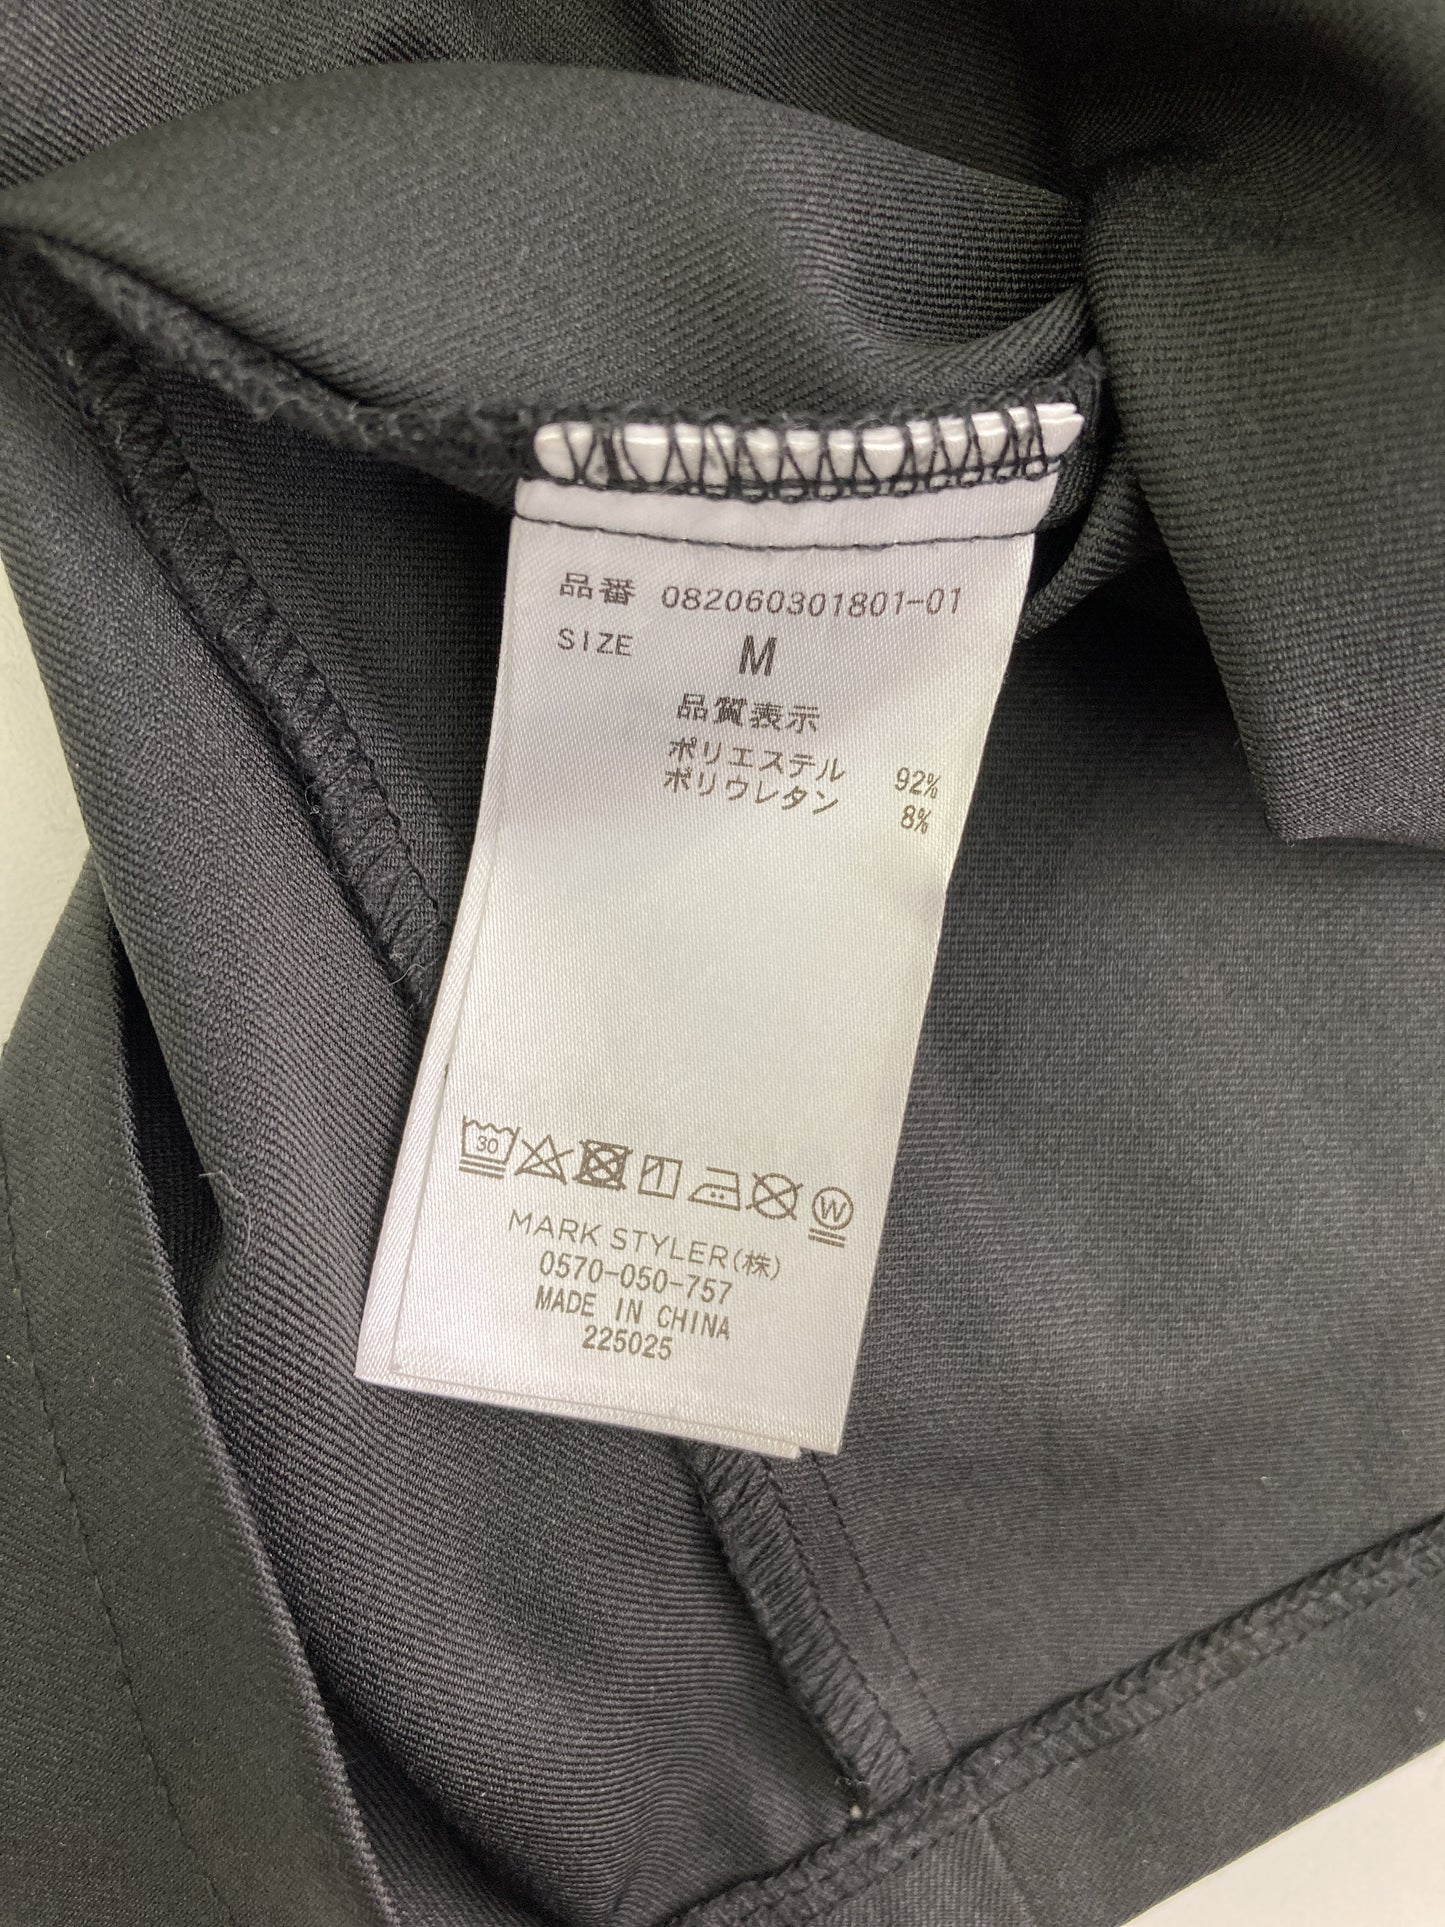 品番 082060301801-01
SIZE M
品質表示
ポリエステル 92%
ポリウレタン 8%
30
W
MARK STYLER(株)
0570-050-757
MADE IN CHINA
225025